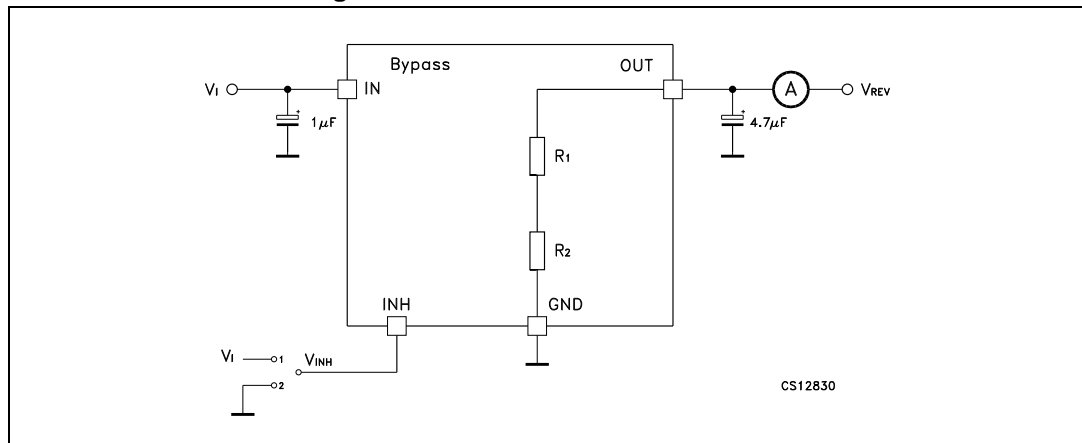 Bypass
OUT
VI
IN
A
VREV
1µF
4.7µF
R1
R2
INH
GND
VI
1
VINH
2
CS12830